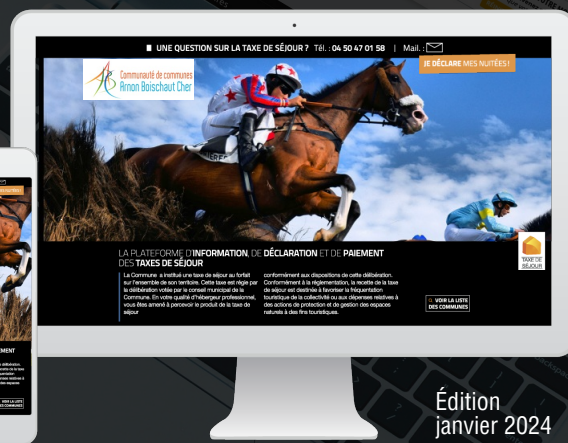 UNE QUESTION SUR LA TAXE DE SÉJOUR ? Tél. : 04 50 47 01 58 | Mail. :
JE DÉCLARE MES NUITÉES !
Communauté de communes
Arnon Boischaut Cher
LA PLATEFORME D'INFORMATION, DE DÉCLARATION ET DE PAIEMENT
DES TAXES DE SÉJOUR
La Commune a institué une taxe de séjour au forfait
sur l'ensemble de son territoire. Cette taxe est régie par
la délibération votée par le conseil municipal de la
Commune. En votre qualité d'hébergeur professionnel,
vous êtes amené à percevoir le produit de la taxe de
séjour
conformément aux dispositions de cette délibération.
Conformément à la réglementation, la recette de la taxe
de séjour est destinée à favoriser la fréquentation
touristique de la collectivité ou aux dépenses relatives à
des actions de protection et de gestion des espaces
naturels à des fins touristiques.
TAXE DE
SÉJOUR
VOIR LA LISTE
DES COMMUNES
Édition
janvier 2024